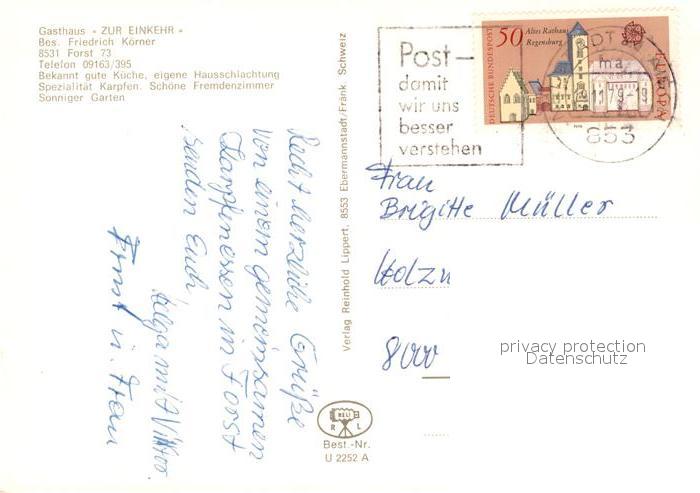 Gasthaus « ZUR EINKEHR »
Bes. Friedrich Körner
8531 Forst 73
Telefon 09163/395
Bekannt gute Küche, eigene Hausschlachtung
Spezialität Karpfen. Schöne Fremdenzimmer
Sonniger Garten
Recht herzliche Grüße
von einem gemeinsamen
Karpfenessen in Forst
senden Euch,
Helga mit
Ernst u. Frau
Verlag Reinhold Lippert, 8553 Ebermannstadt/Fränk Schweiz
RELI
R L
Best.-Nr.
U 2252 A
Post-
damit
wir uns
besser
verstehen
DEUTSCHE BUNDESPOST
50
Altes Rathaus
Regensburg
EUROPA
ma
853
Frau
Brigitte Müller
8000
privacy protection
Datenschutz